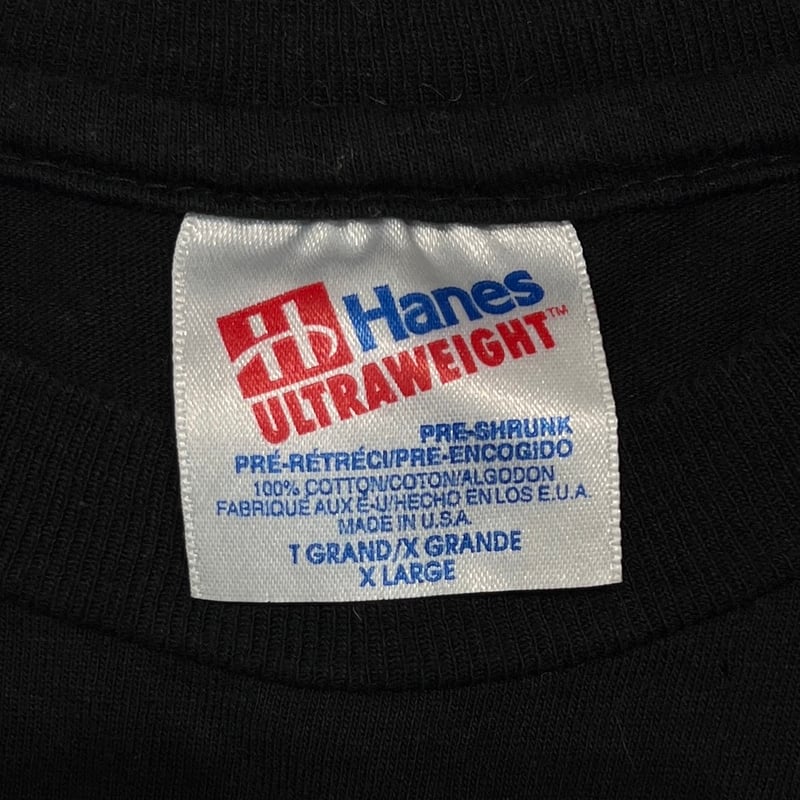 Hanes
ULTRAWEIGHT™
PRE-SHRUNK
PRÉ-RÉTRÉCI/PRE-ENCOGIDO
100% COTTON/COTON/ALGODON
FABRIQUÉ AUX É-U/HECHO EN LOS E.U.A.
MADE IN U.S.A.
T GRAND/X GRANDE
X LARGE